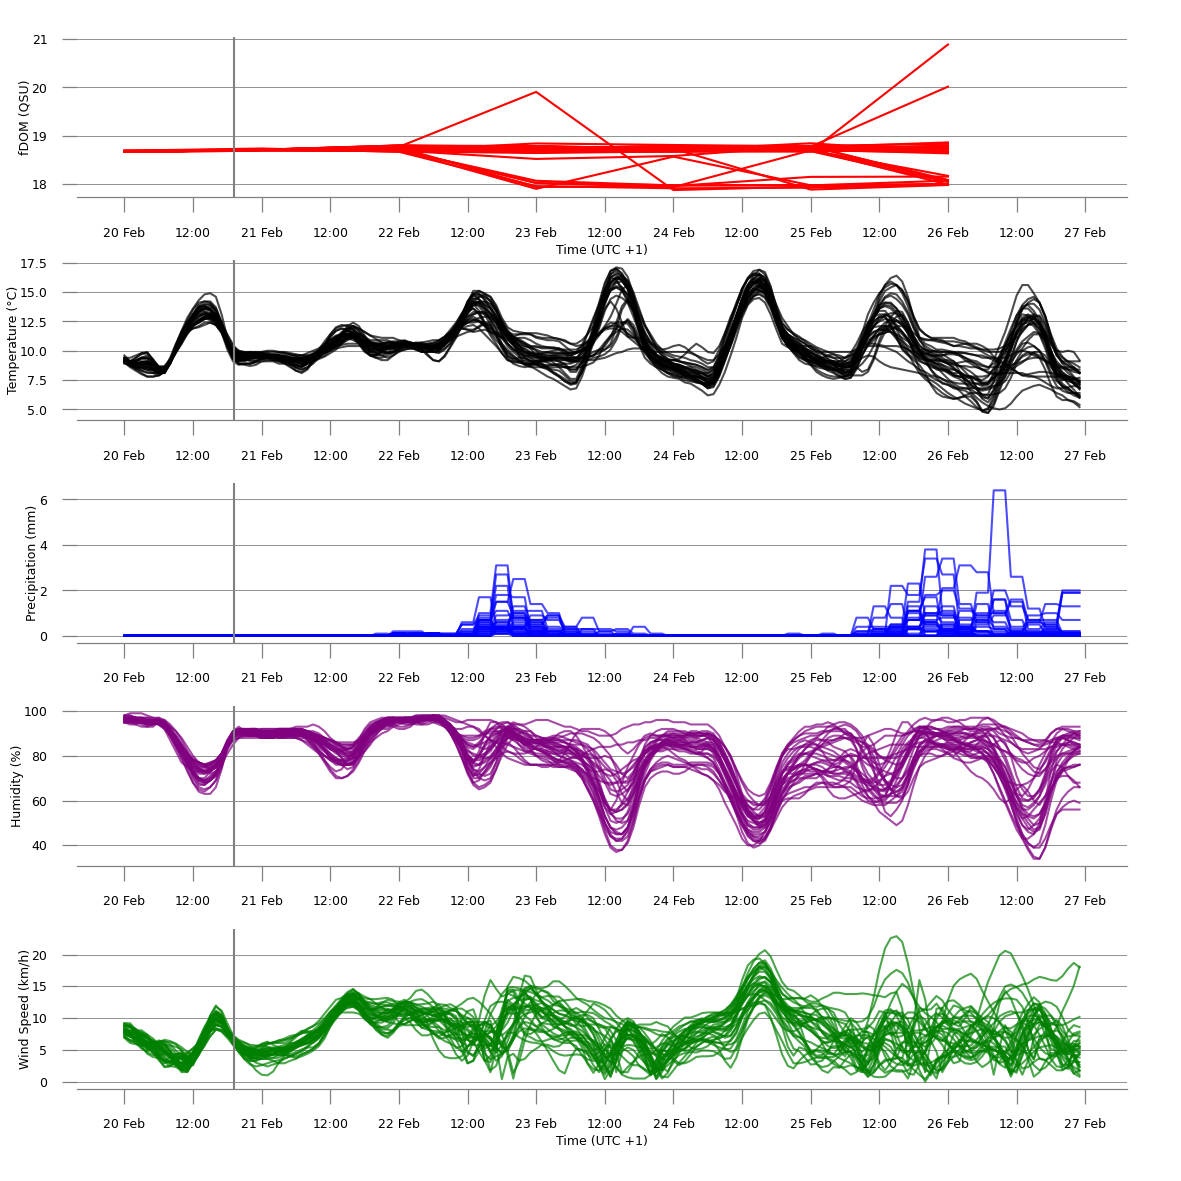 21
20
19
18
fDOM (QSU)
20 Feb 12:00 21 Feb 12:00 22 Feb 12:00 23 Feb 12:00 24 Feb 12:00 25 Feb 12:00 26 Feb 12:00 27 Feb
Time (UTC +1)
17.5
15.0
12.5
10.0
7.5
5.0
Temperature (°C)
20 Feb 12:00 21 Feb 12:00 22 Feb 12:00 23 Feb 12:00 24 Feb 12:00 25 Feb 12:00 26 Feb 12:00 27 Feb
6
4
2
0
Precipitation (mm)
20 Feb 12:00 21 Feb 12:00 22 Feb 12:00 23 Feb 12:00 24 Feb 12:00 25 Feb 12:00 26 Feb 12:00 27 Feb
100
80
60
40
Humidity (%)
20 Feb 12:00 21 Feb 12:00 22 Feb 12:00 23 Feb 12:00 24 Feb 12:00 25 Feb 12:00 26 Feb 12:00 27 Feb
20
15
10
5
0
Wind Speed (km/h)
20 Feb 12:00 21 Feb 12:00 22 Feb 12:00 23 Feb 12:00 24 Feb 12:00 25 Feb 12:00 26 Feb 12:00 27 Feb
Time (UTC +1)